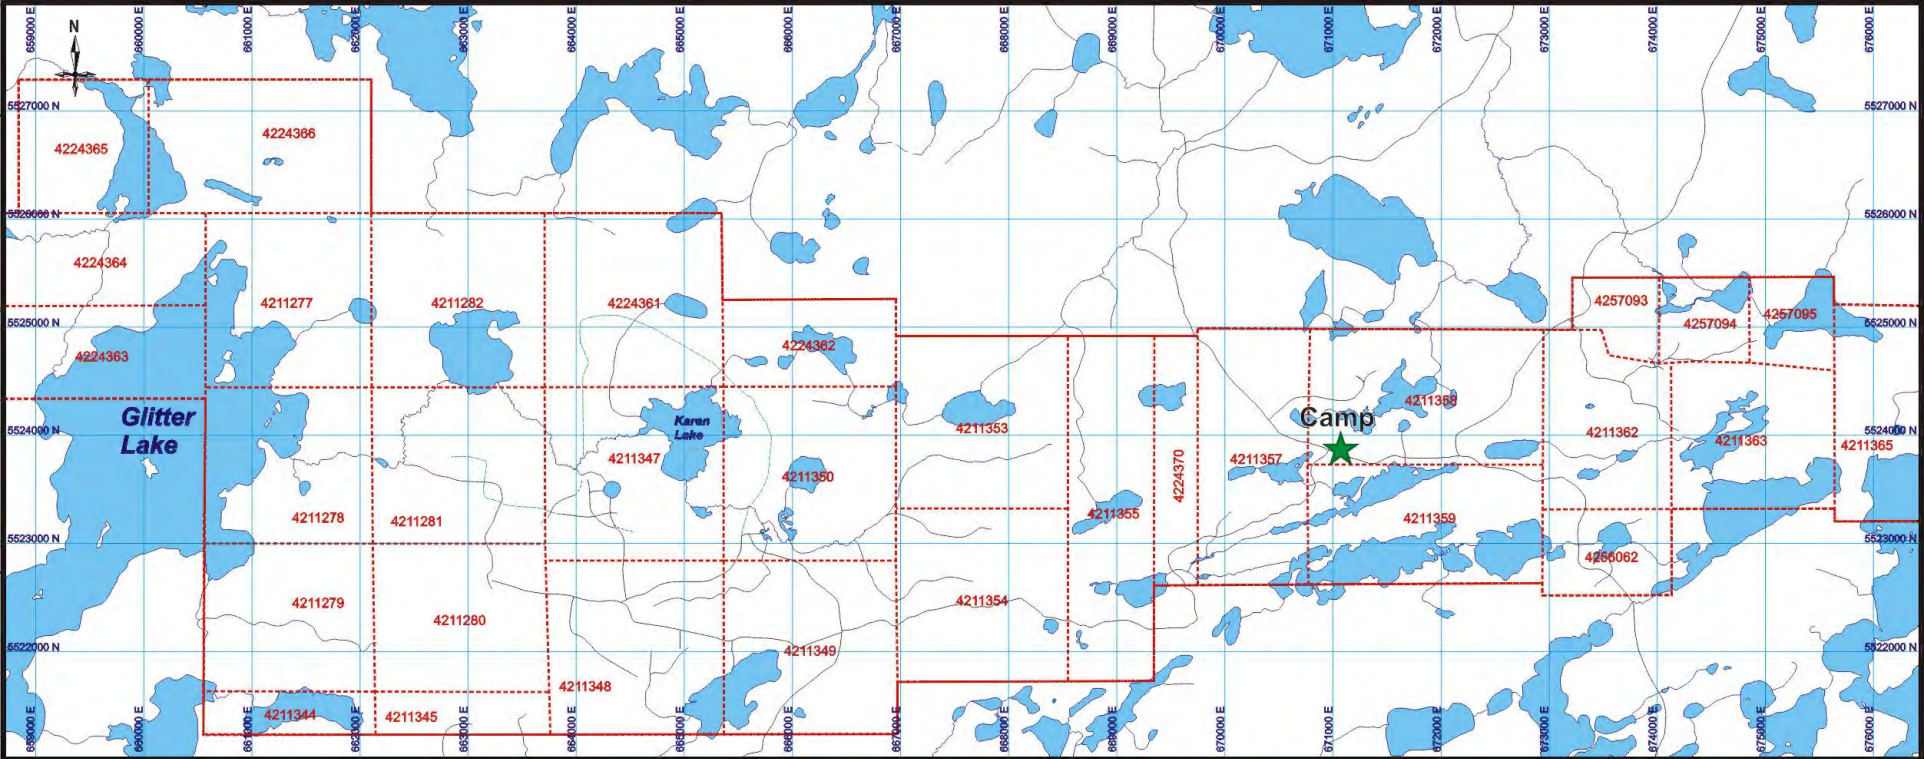 659000 E
660000 E
661000 E
662000 E
663000 E
664000 E
665000 E
666000 E
667000 E
668000 E
669000 E
670000 E
671000 E
672000 E
673000 E
674000 E
675000 E
676000 E
N
5527000 N
5527000 N
4224366
4224365
5526000 N
5526000 N
4224364
4211277
4211282
4224361
4257093
4257094
4257095
5525000 N
5525000 N
4224363
4224362
4211358
Glitter
Lake
Karen
Lake
Camp
4211353
4211362
4211363
4211365
5524000 N
5524000 N
4211347
4211350
4224370
4211357
4211278
4211281
4211355
4211359
5523000 N
5523000 N
4256062
4211279
4211280
4211354
5522000 N
5522000 N
4211349
4211348
4211344
4211345
659000 E
660000 E
661000 E
662000 E
663000 E
664000 E
665000 E
666000 E
667000 E
668000 E
669000 E
670000 E
671000 E
672000 E
673000 E
674000 E
675000 E
676000 E